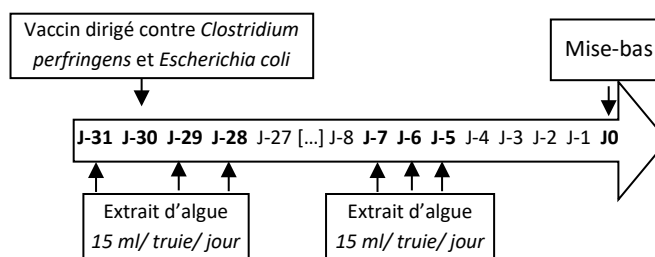 Vaccin dirigé contre Clostridium
perfringens et Escherichia coli
Mise-bas
J-31 J-30 J-29 J-28 J-27 [...] J-8 J-7 J-6 J-5 J-4 J-3 J-2 J-1 J0
Extrait d'algue
15 ml/ truie/ jour
Extrait d'algue
15 ml/ truie/ jour